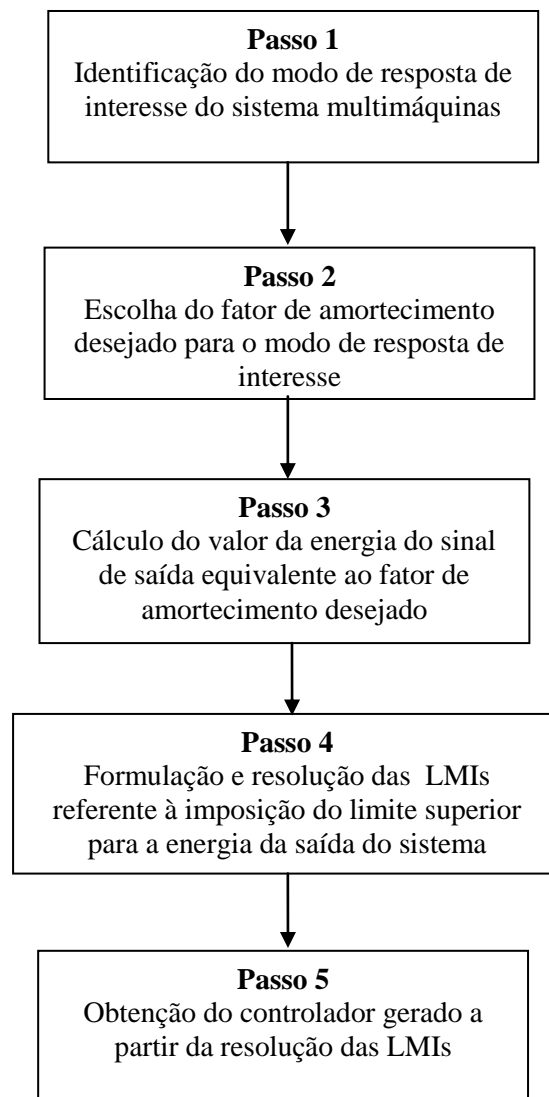 Passo 1
Identificação do modo de resposta de
interesse do sistema multimáquinas
Passo 2
Escolha do fator de amortecimento
desejado para o modo de resposta de
interesse
Passo 3
Cálculo do valor da energia do sinal
de saída equivalente ao fator de
amortecimento desejado
Passo 4
Formulação e resolução das LMIs
referente à imposição do limite superior
para a energia da saída do sistema
Passo 5
Obtenção do controlador gerado a
partir da resolução das LMIs